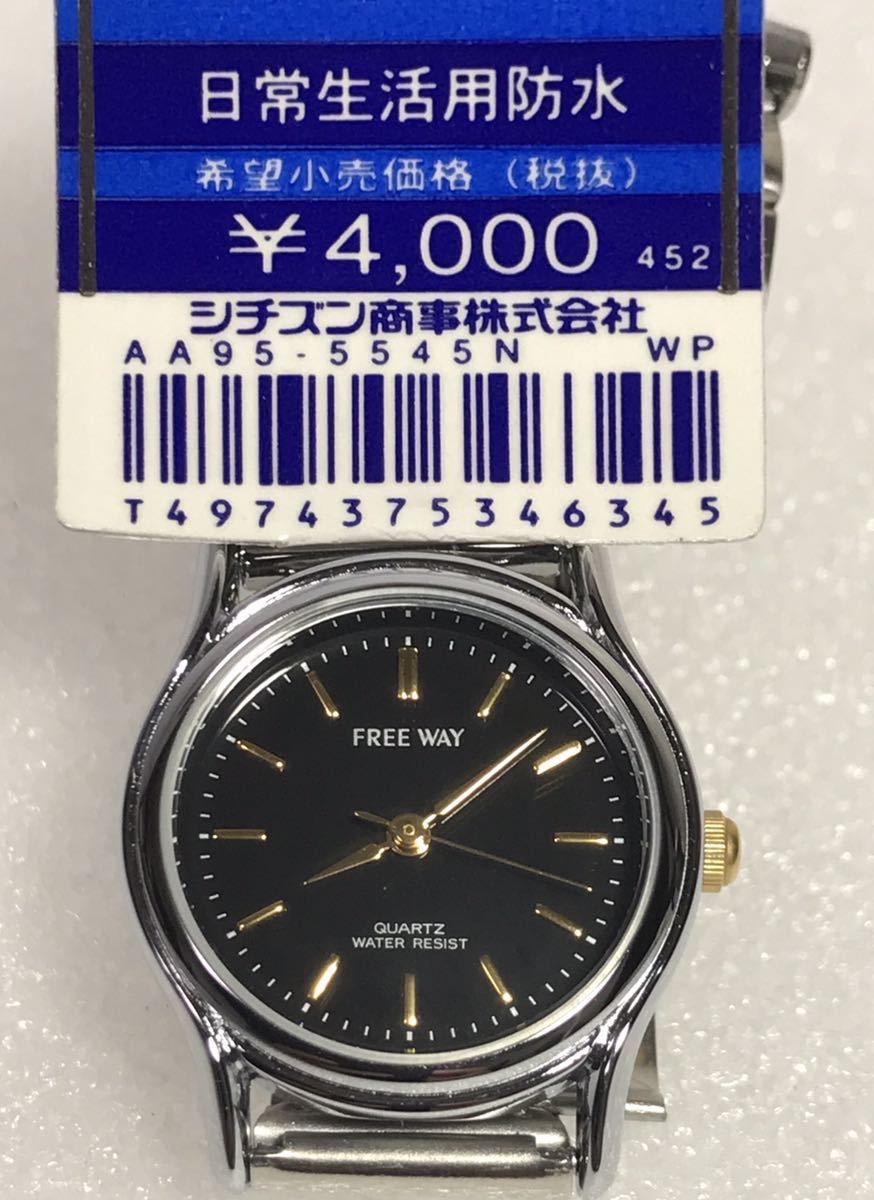 日常生活用防水
希望小売価格（税抜）
¥4,000 452
シチズン商事株式会社
AA95-5545N WP
T4974375346345
FREE WAY
QUARTZ
WATER RESIST